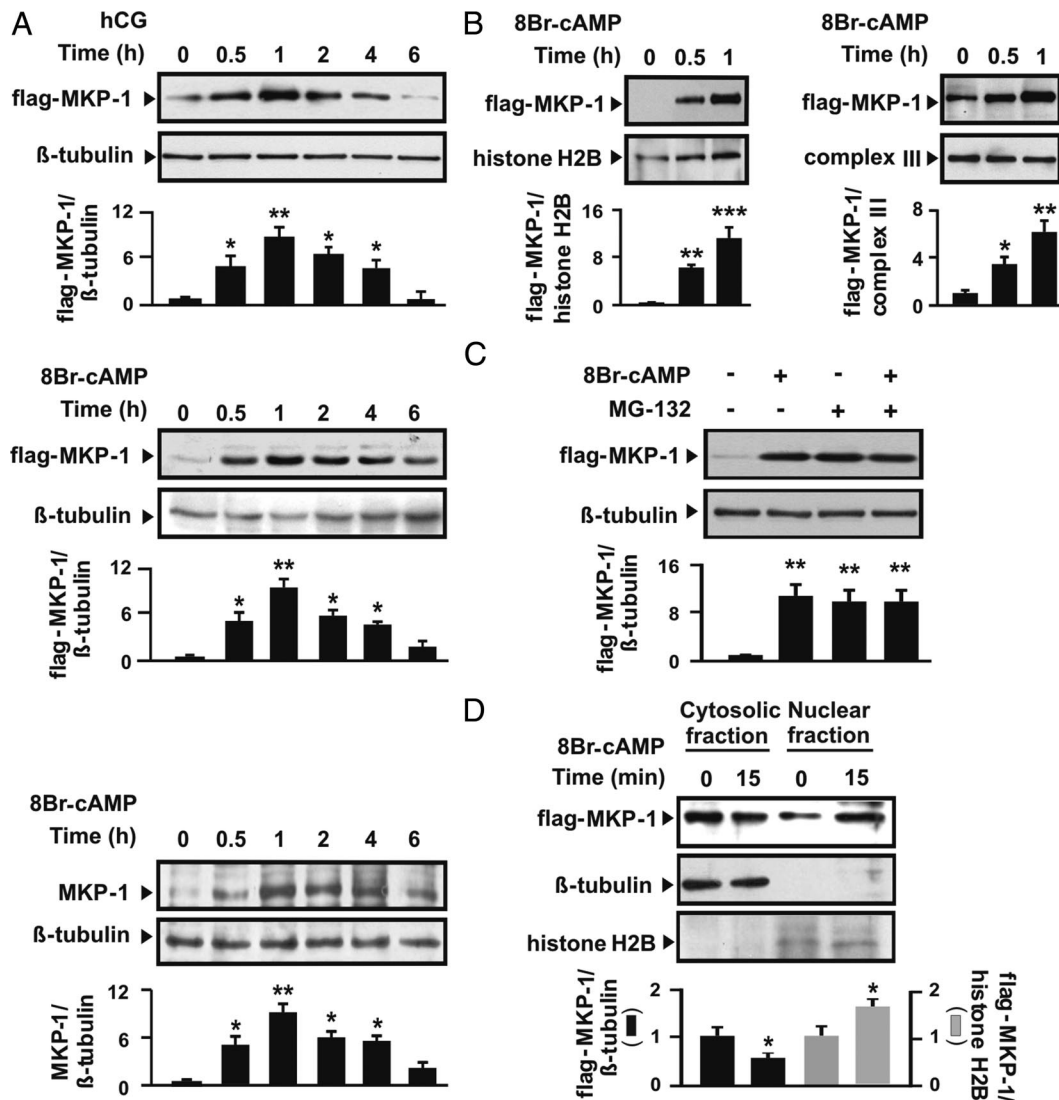 A
hCG
Time (h) 0 0.5 1 2 4 6
flag-MKP-1
ß-tubulin
flag-MKP-1/
ß-tubulin
12
6
0
* ** * *
8Br-cAMP
Time (h) 0 0.5 1 2 4 6
flag-MKP-1
ß-tubulin
flag-MKP-1/
ß-tubulin
12
6
0
* ** * *
8Br-cAMP
Time (h) 0 0.5 1 2 4 6
MKP-1
ß-tubulin
MKP-1/
ß-tubulin
12
6
0
* ** * *
B
8Br-cAMP
Time (h) 0 0.5 1
flag-MKP-1
histone H2B
flag-MKP-1/
histone H2B
16
8
0
** ***
8Br-cAMP
Time (h) 0 0.5 1
flag-MKP-1
complex III
flag-MKP-1/
complex III
8
4
0
* **
C
8Br-cAMP - + - +
MG-132 - - + +
flag-MKP-1
ß-tubulin
flag-MKP-1/
ß-tubulin
16
8
0
** ** **
D
Cytosolic fraction
Nuclear fraction
8Br-cAMP
Time (min) 0 15 0 15
flag-MKP-1
ß-tubulin
histone H2B
flag-MKP-1/
ß-tubulin
( )
2
1
0
* *
2
1
0
( )
flag-MKP-1/
histone H2B